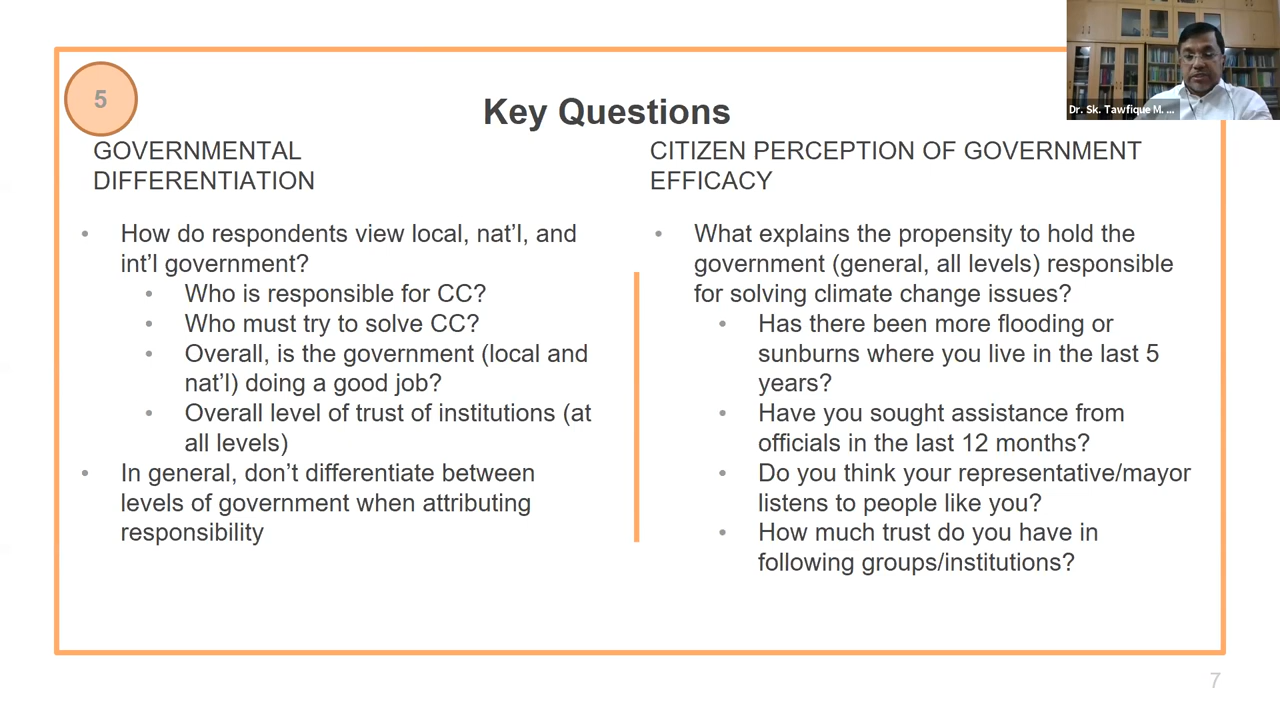 5
Key Questions
GOVERNMENTAL
DIFFERENTIATION
• How do respondents view local, nat’l, and
int’l government?
• Who is responsible for CC?
• Who must try to solve CC?
• Overall, is the government (local and
nat’l) doing a good job?
• Overall level of trust of institutions (at
all levels)
• In general, don’t differentiate between
levels of government when attributing
responsibility
CITIZEN PERCEPTION OF GOVERNMENT
EFFICACY
• What explains the propensity to hold the
government (general, all levels) responsible
for solving climate change issues?
• Has there been more flooding or
sunburns where you live in the last 5
years?
• Have you sought assistance from
officials in the last 12 months?
• Do you think your representative/mayor
listens to people like you?
• How much trust do you have in
following groups/institutions?
Dr. Sk. Tawfique M. ...
7